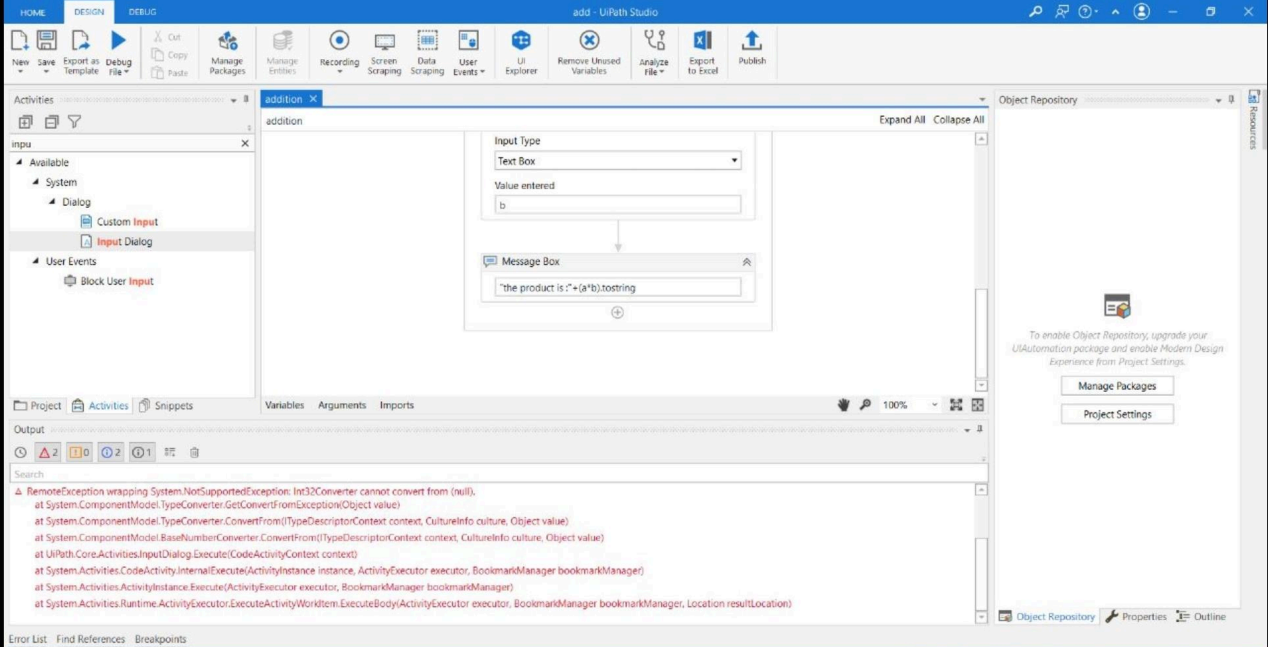 HOME DESIGN DEBUG
add - UiPath Studio
New Save Export as Template Debug File Cut Copy Paste Manage Packages Manage Entities Recording Screen Scraping Data Scraping User Events UI Explorer Remove Unused Variables Analyze File Export to Excel Publish
Activities
inpu
Available
System
Dialog
Custom Input
Input Dialog
User Events
Block User Input
Project Activities Snippets
addition
addition
Expand All Collapse All
Input Type
Text Box
Value entered
b
Message Box
"the product is :"+(a*b).tostring
Variables Arguments Imports
100%
Object Repository
Resources
To enable Object Repository, upgrade your
UIAutomation package and enable Modern Design
Experience from Project Settings.
Manage Packages
Project Settings
Object Repository Properties Outline
Output
2 0 2 1
Search
RemoteException wrapping System.NotSupportedException: Int32Converter cannot convert from (null).
at System.ComponentModel.TypeConverter.GetConvertFromException(Object value)
at System.ComponentModel.TypeConverter.ConvertFrom(ITypeDescriptorContext context, CultureInfo culture, Object value)
at System.ComponentModel.BaseNumberConverter.ConvertFrom(ITypeDescriptorContext context, CultureInfo culture, Object value)
at UiPath.Core.Activities.InputDialog.Execute(CodeActivityContext context)
at System.Activities.CodeActivity.InternalExecute(ActivityInstance instance, ActivityExecutor executor, BookmarkManager bookmarkManager)
at System.Activities.ActivityInstance.Execute(ActivityExecutor executor, BookmarkManager bookmarkManager)
at System.Activities.Runtime.ActivityExecutor.ExecuteActivityWorkItem.ExecuteBody(ActivityExecutor executor, BookmarkManager bookmarkManager, Location resultLocation)
Error List Find References Breakpoints